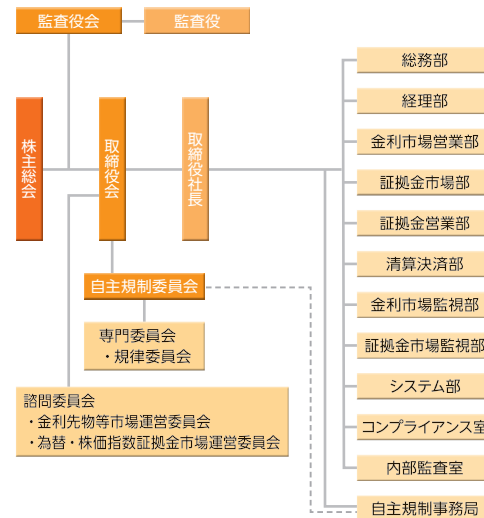 監査役会
監査役
株主総会
取締役会
取締役社長
自主規制委員会
専門委員会
・規律委員会
諮問委員会
・金利先物等市場運営委員会
・為替・株価指数証拠金市場運営委員会
総務部
経理部
金利市場営業部
証拠金市場部
証拠金営業部
清算決済部
金利市場監視部
証拠金市場監視部
システム部
コンプライアンス室
内部監査室
自主規制事務局